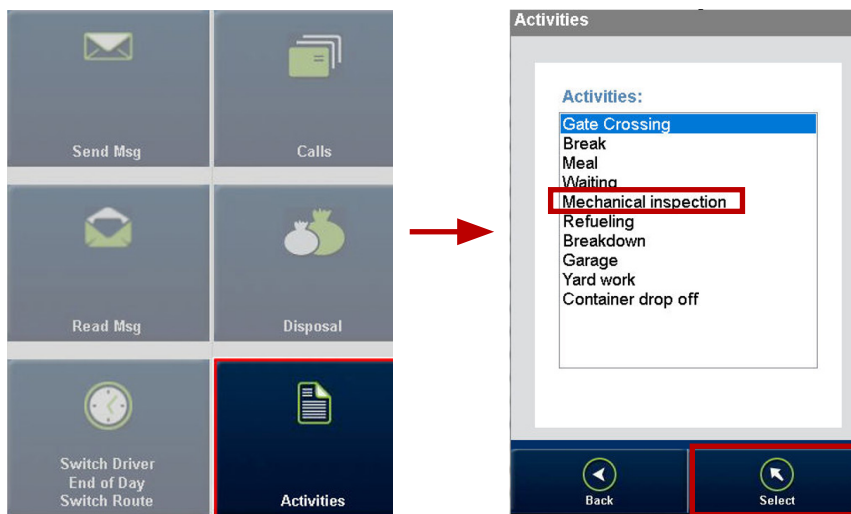 Send Msg
Calls
Read Msg
Disposal
Switch Driver
End of Day
Switch Route
Activities
Activities
Activities:
Gate Crossing
Break
Meal
Waiting
Mechanical inspection
Refueling
Breakdown
Garage
Yard work
Container drop off
Back
Select